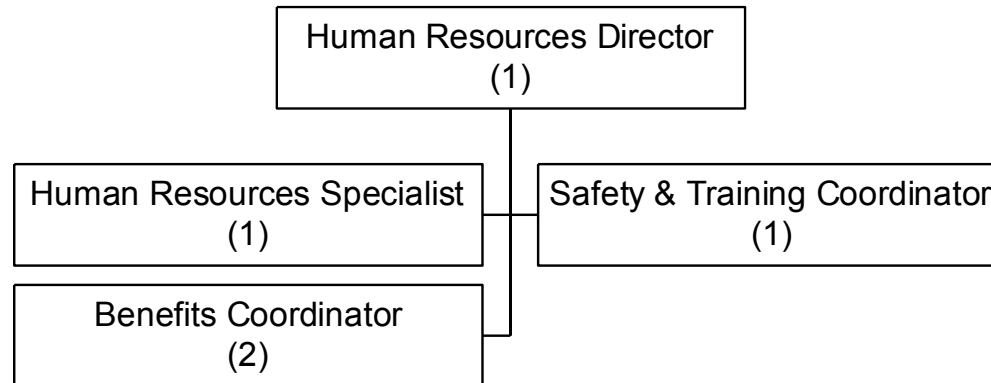 Human Resources Director
(1)
Human Resources Specialist
(1)
Safety & Training Coordinator
(1)
Benefits Coordinator
(2)